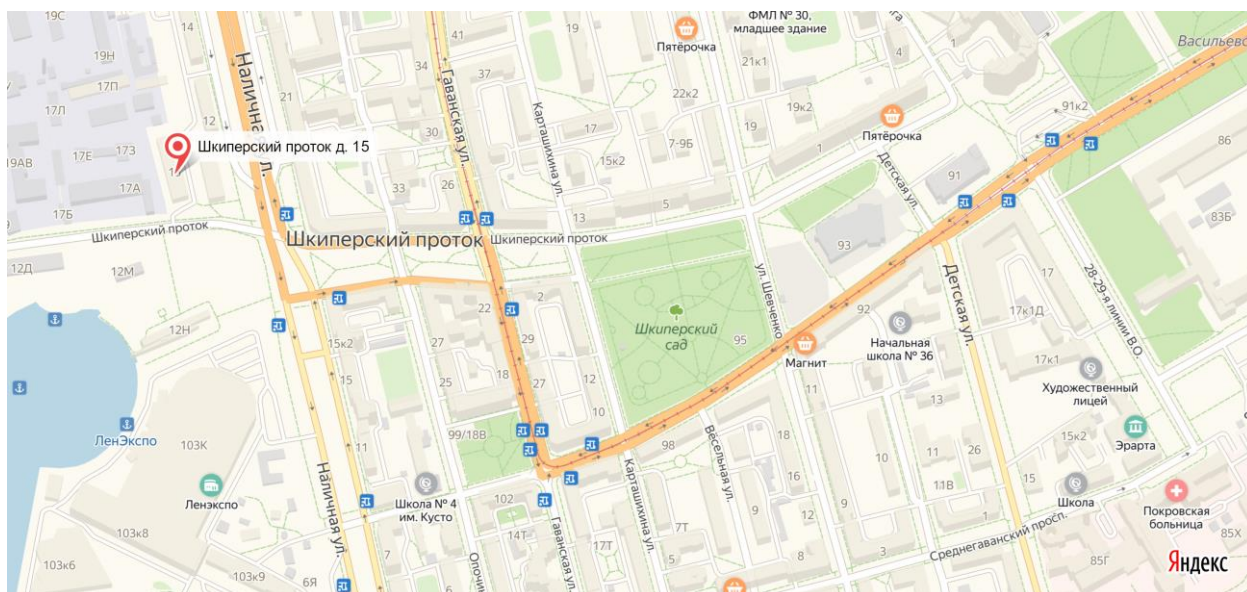 19С
14
41
19
ФМЛ № 30,
младшее здание
Пятёрочка
1
4
Васильево
19Н
17П
34
37
21к1
21
22к2
19к2
91к2
17Л
Наличная ул.
Гаванская ул.
12
Карташихина ул.
Пятёрочка
86
30
7-9Б
19АВ
17Е
173
Шкиперский проток д. 15
15к2
1
Детская ул.
91
17А
33
26
5
83Б
17Б
13
Шкиперский проток
Шкиперский проток
Шкиперский проток
93
ул. Шевченко
12Д
12М
17
28-29-я линии В.О.
22
2
92
17к1Д
12Н
Шкиперский
сад
95
Детская ул.
15к2
29
Магнит
Начальная
школа № 36
17к1
15
25
18
27
12
11
Художественный
лицей
10
99/18В
98
18
13
Эрарта
ЛенЭкспо
103К
11
Весельная ул.
11
26
15к2
Ленэкспо
Наличная ул.
Школа № 4
им. Кусто
102
Карташихина ул.
16
11В
15
Школа
Покровская
больница
9
Гаванская ул.
14Т
17Т
7Т
9
Среднегаванский просп.
103к8
7
85Х
5
8
3
85Г
103к6
103к9
6Я
Опочин
Яндекс